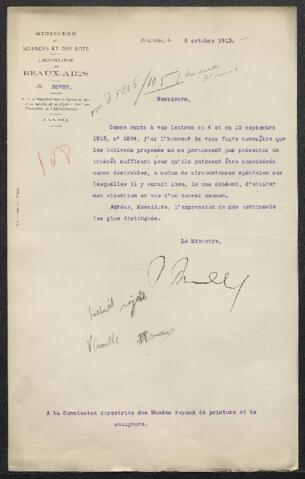 MINISTÈRE
DES
SCIENCES ET DES ARTS
BEAUX-ARTS
N° 32757.
Bruxelles, le 6 octobre 1913.-
Messieurs,
Comme suite à vos lettres du 4 et du 10 septembre
1913, n° 5234, j'ai l'honneur de vous faire connaître que
les tableaux proposés ne me paraissent pas présenter un
intérêt suffisant pour qu'ils puissent être considérés
comme désirables, à moins de circonstances spéciales sur
lesquelles il y aurait lieu, le cas échéant, d'attirer
mon attention en vue d'un nouvel examen.
Agréez, Messieurs, l'expression de mes sentiments
les plus distingués.
Le Ministre,
108
A la Commission directrice des Musées royaux de peinture et de
sculpture.